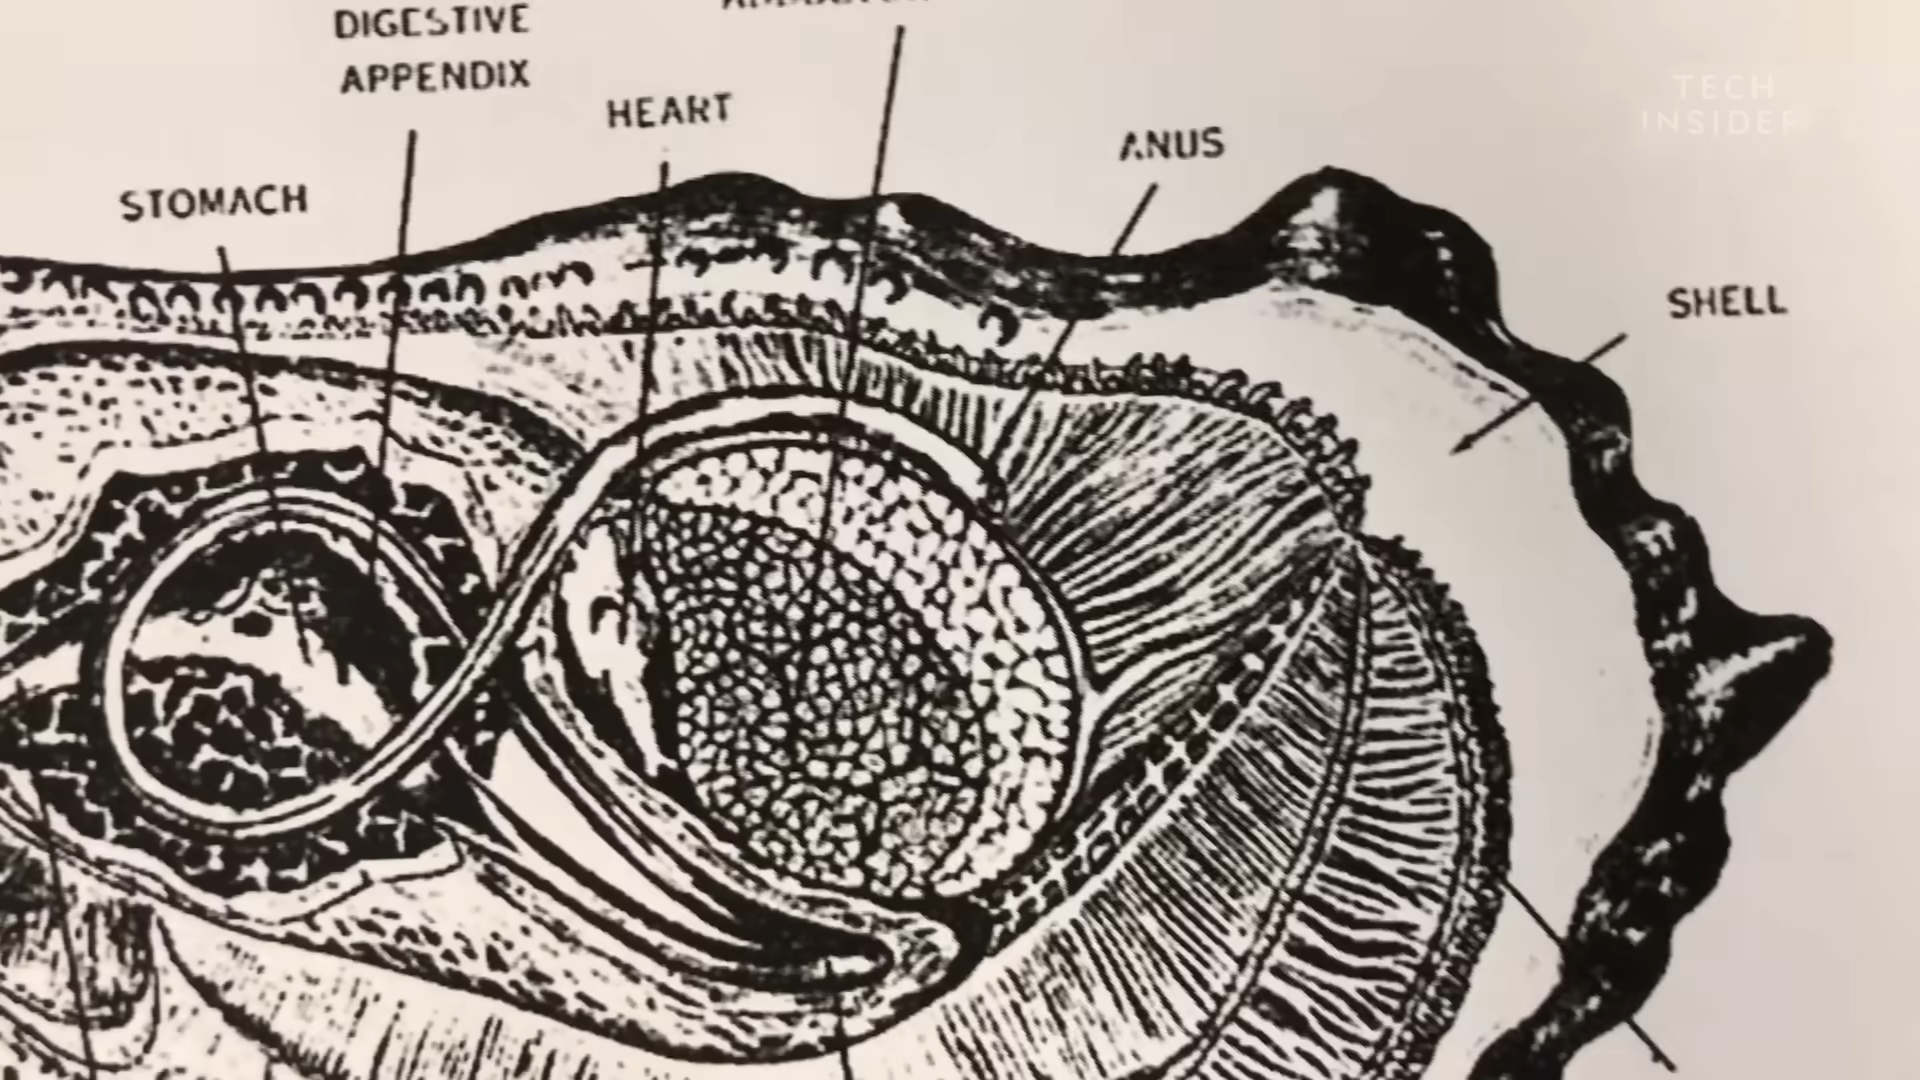 DIGESTIVE
APPENDIX
HEART
STOMACH
ANUS
SHELL
TECH
INSIDER